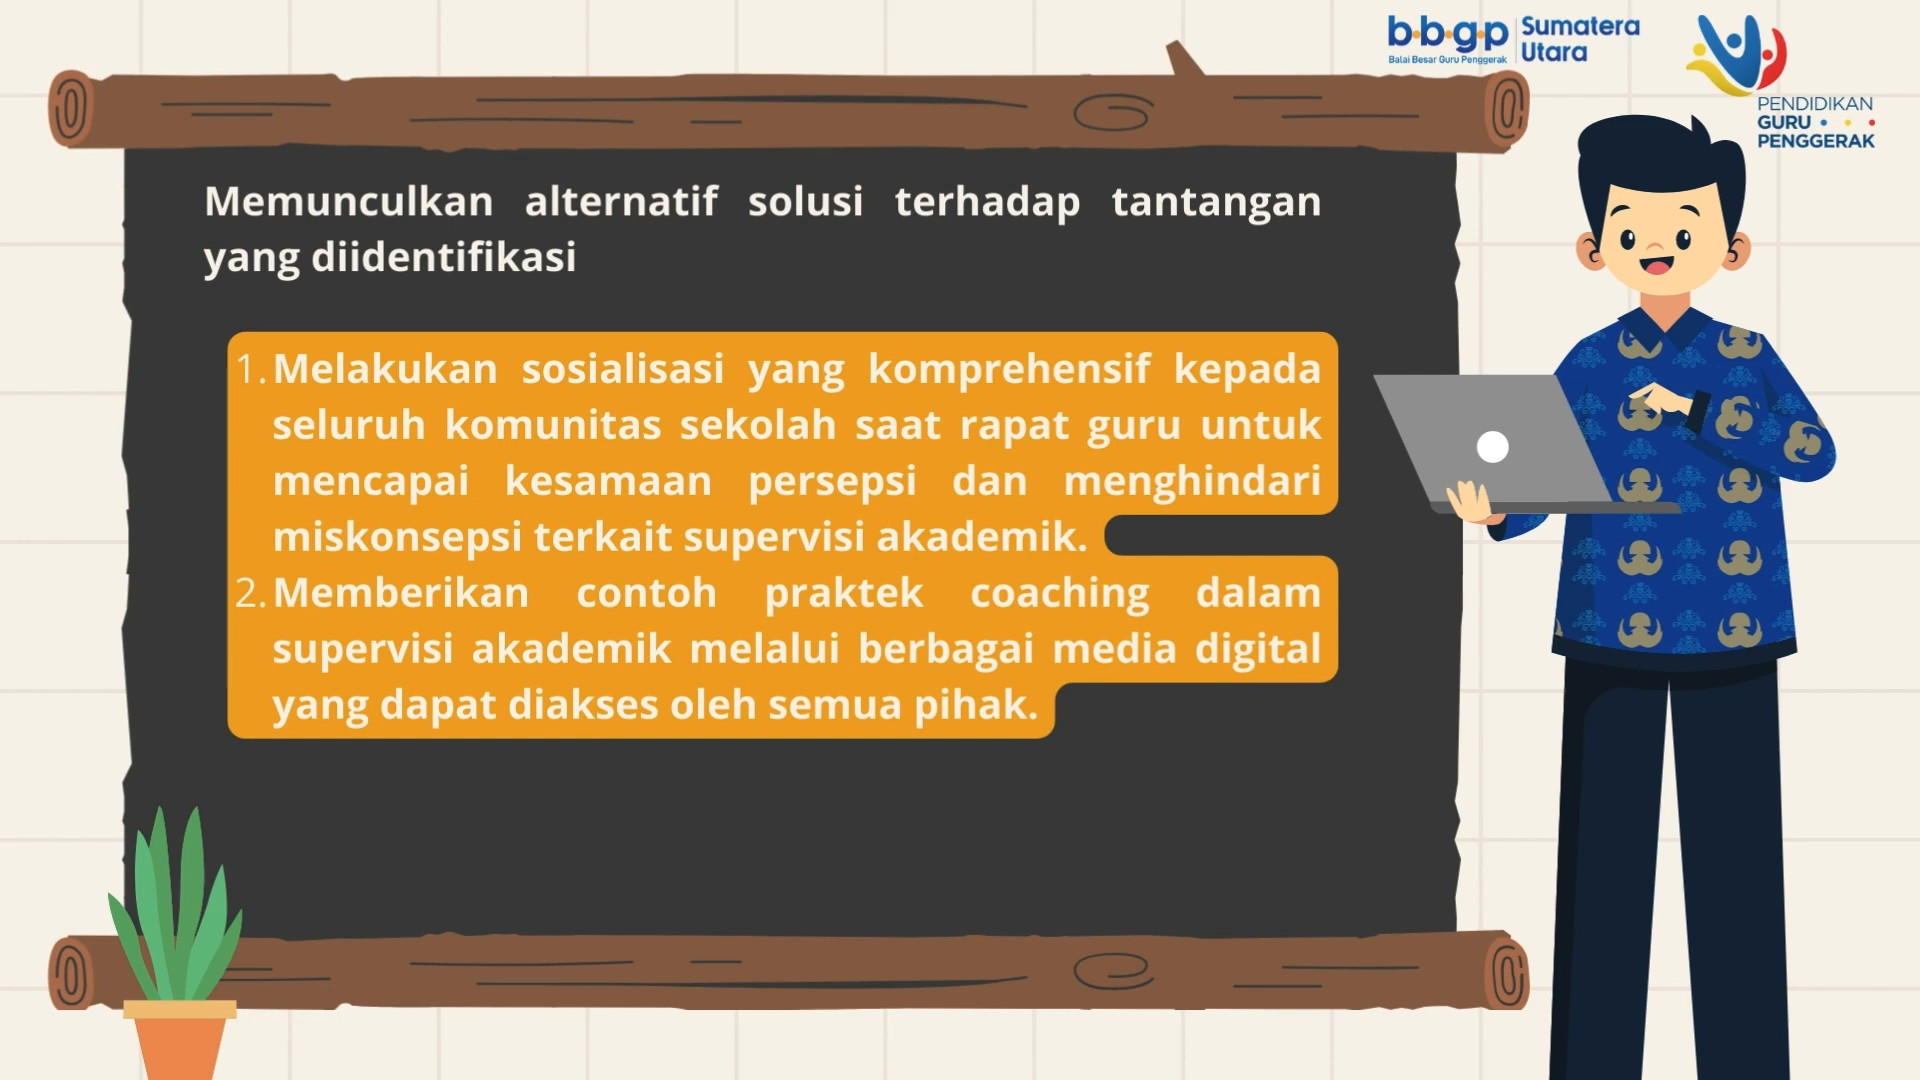 b·b·g·p
Balai Besar Guru Penggerak
Sumatera
Utara
PENDIDIKAN
GURU
PENGGERAK
Memunculkan alternatif solusi terhadap tantangan
yang diidentifikasi
1. Melakukan sosialisasi yang komprehensif kepada
seluruh komunitas sekolah saat rapat guru untuk
mencapai kesamaan persepsi dan menghindari
miskonsepsi terkait supervisi akademik.
2. Memberikan contoh praktek coaching dalam
supervisi akademik melalui berbagai media digital
yang dapat diakses oleh semua pihak.